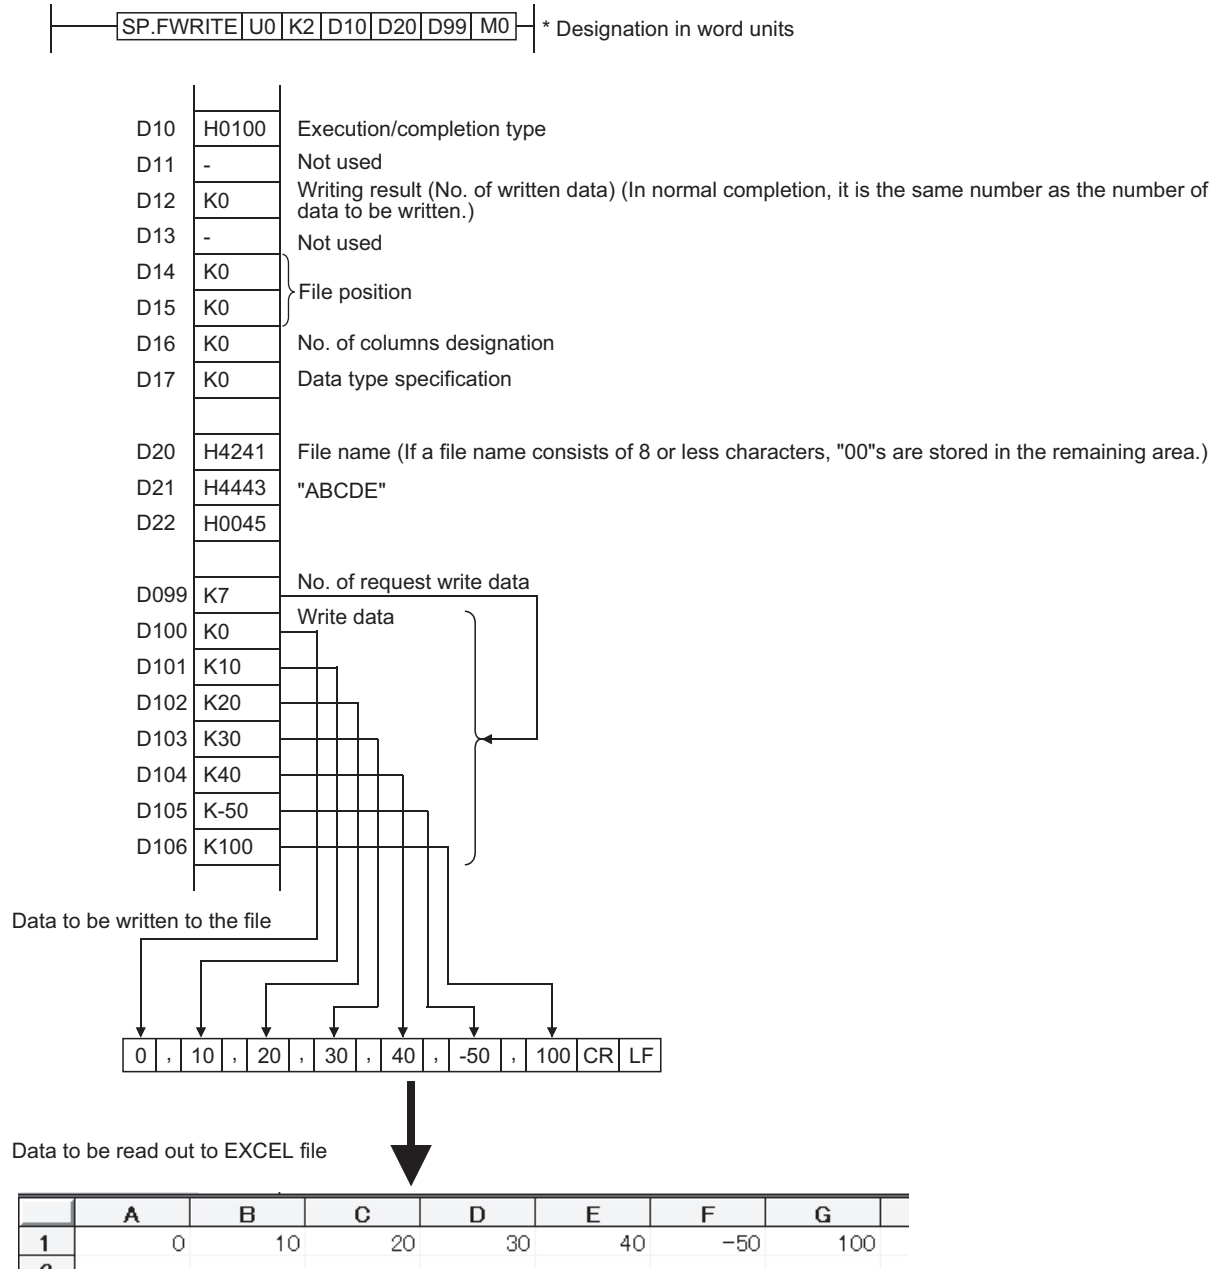 SP.FWRITE U0 K2 D10 D20 D99 M0 * Designation in word units
D10 H0100 Execution/completion type
D11 - Not used
D12 K0 Writing result (No. of written data) (In normal completion, it is the same number as the number of
data to be written.)
D13 - Not used
D14 K0
File position
D15 K0
D16 K0 No. of columns designation
D17 K0 Data type specification
D20 H4241 File name (If a file name consists of 8 or less characters, "00"s are stored in the remaining area.)
D21 H4443 "ABCDE"
D22 H0045
D099 K7 No. of request write data
D100 K0 Write data
D101 K10
D102 K20
D103 K30
D104 K40
D105 K-50
D106 K100
Data to be written to the file
0 , 10 , 20 , 30 , 40 , -50 , 100 CR LF
Data to be read out to EXCEL file
A B C D E F G
1 0 10 20 30 40 -50 100